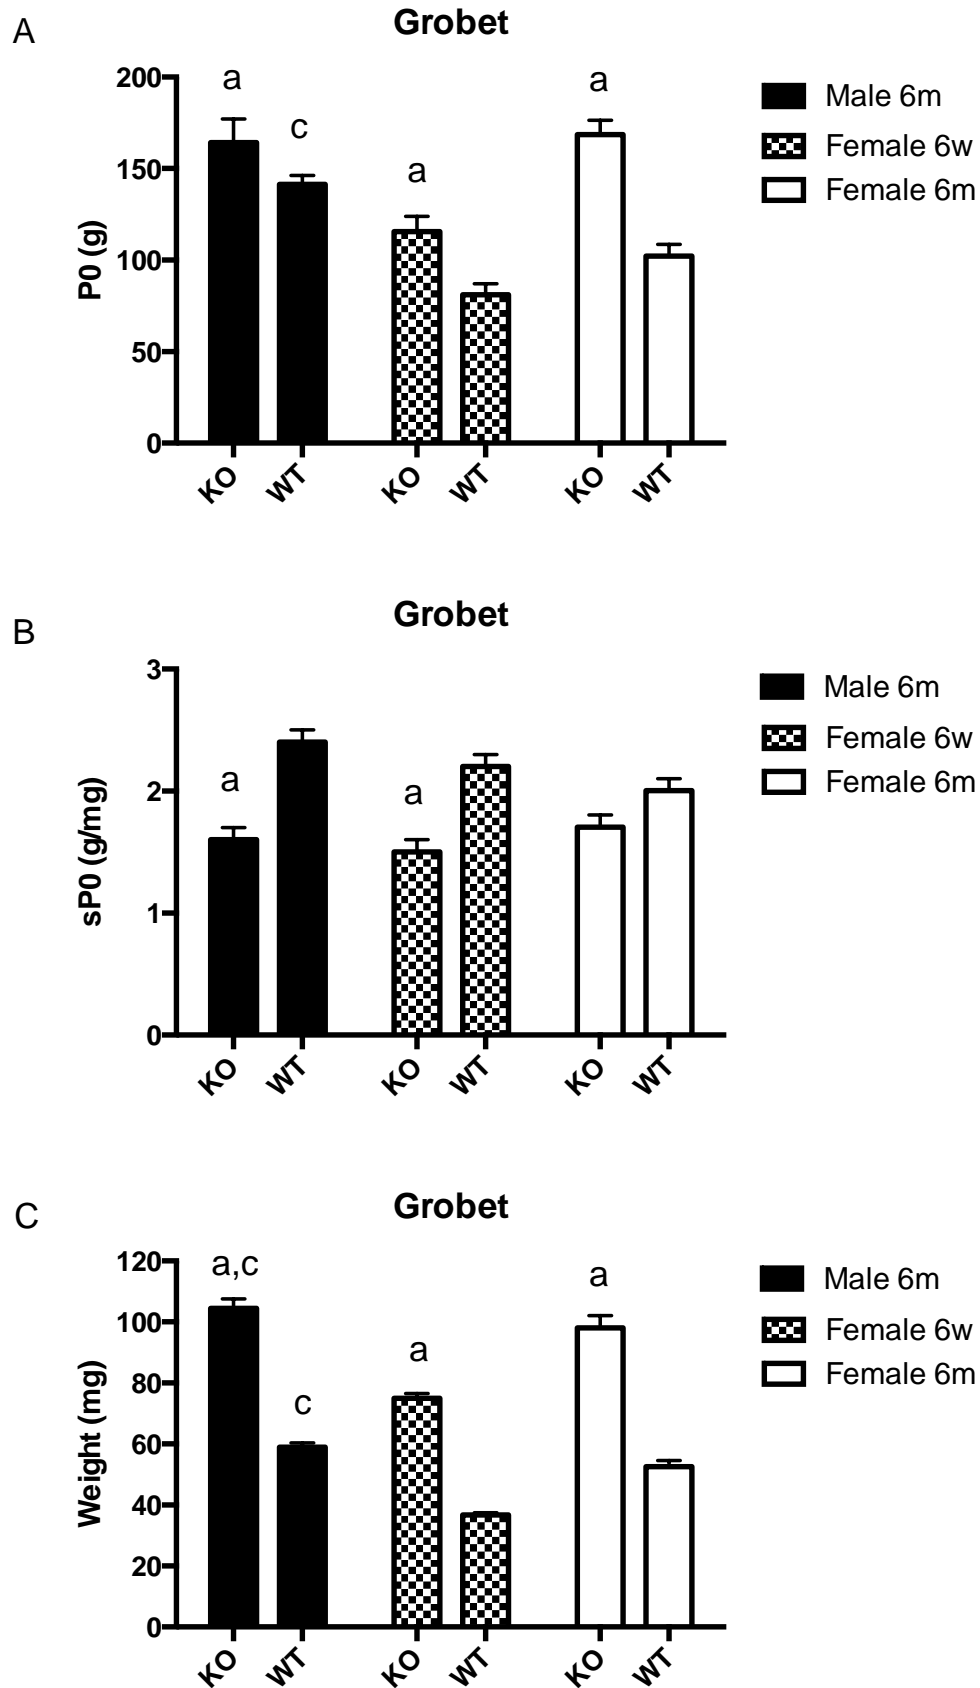 A
Grobet
P0 (g)
200
150
100
50
0
a
c
a
a
KO
WT
KO
WT
KO
WT
Male 6m
Female 6w
Female 6m
B
Grobet
sP0 (g/mg)
3
2
1
0
a
a
KO
WT
KO
WT
KO
WT
Male 6m
Female 6w
Female 6m
C
Grobet
Weight (mg)
120
100
80
60
40
20
0
a,c
c
a
a
KO
WT
KO
WT
KO
WT
Male 6m
Female 6w
Female 6m